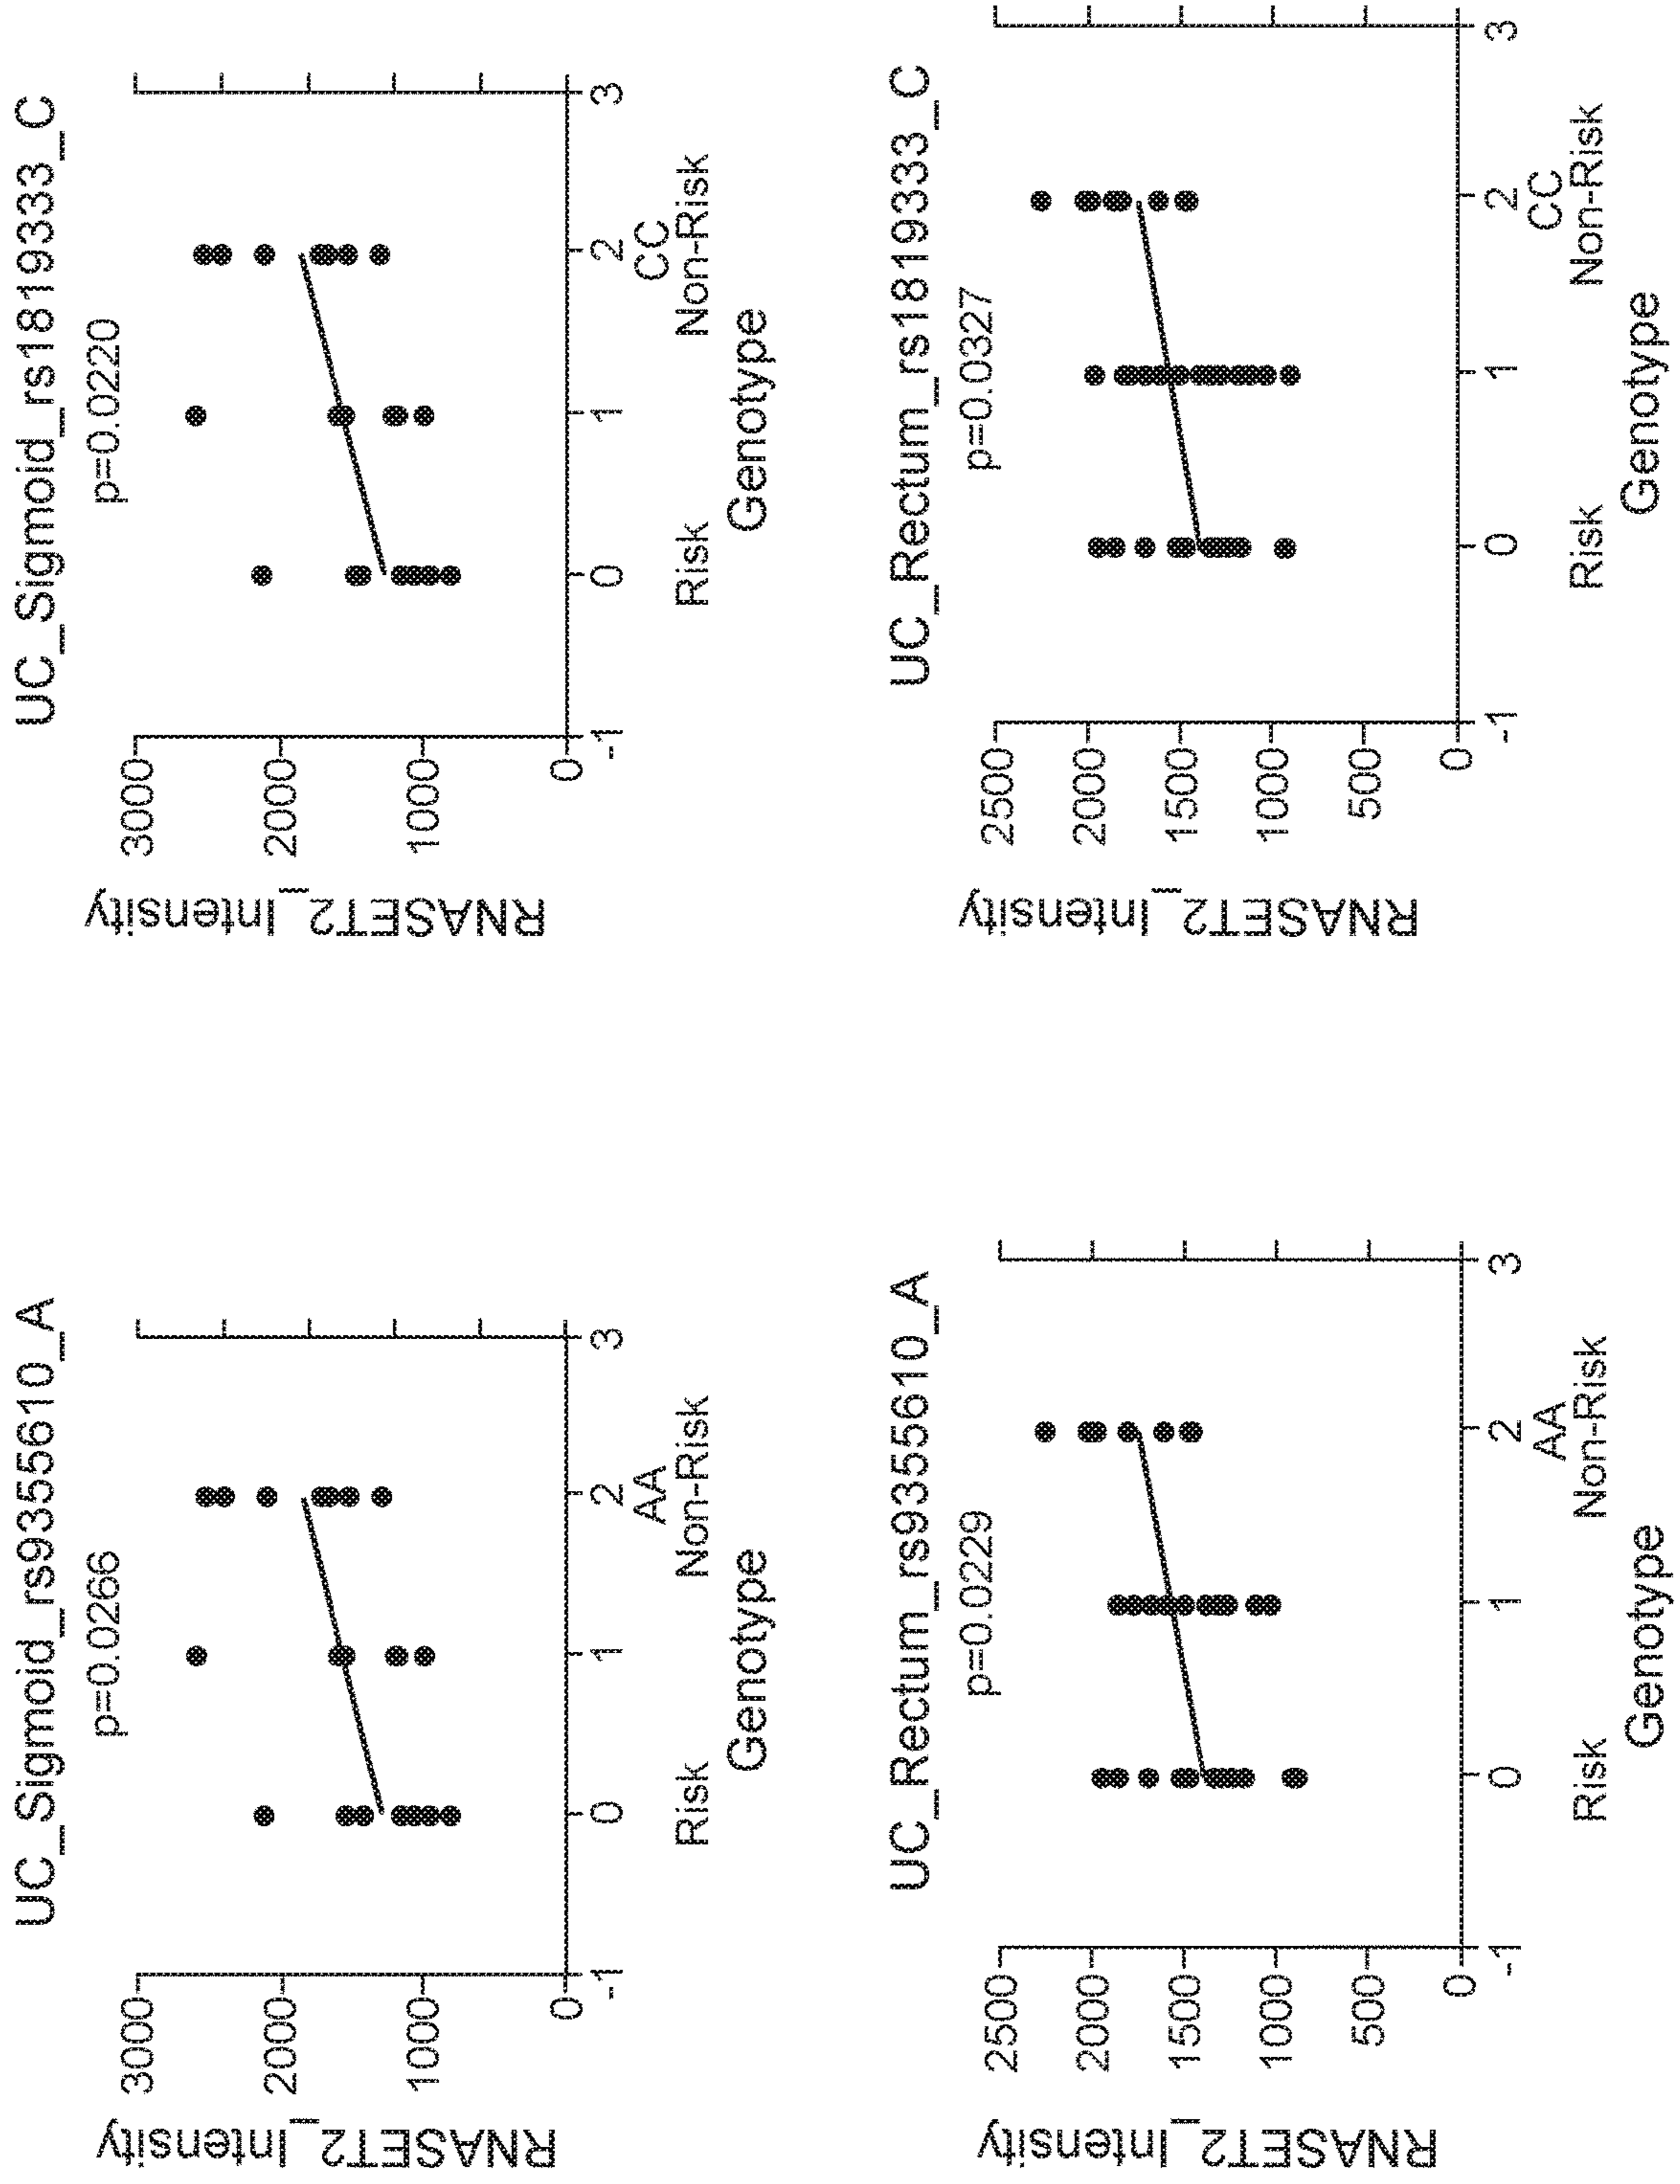 UC_Sigmoid_rs9355610_A
p=0.0266
RNASET2_Intensity
3000
2000
1000
0
-1 0 1 2 3
AA
Risk Non-Risk
Genotype
UC_Sigmoid_rs1819333_C
p=0.0220
RNASET2_Intensity
3000
2000
1000
0
-1 0 1 2 3
CC
Risk Non-Risk
Genotype
UC_Rectum_rs9355610_A
p=0.0229
RNASET2_Intensity
2500
2000
1500
1000
500
0
-1 0 1 2 3
AA
Risk Non-Risk
Genotype
UC_Rectum_rs1819333_C
p=0.0327
RNASET2_Intensity
2500
2000
1500
1000
500
0
-1 0 1 2 3
CC
Risk Non-Risk
Genotype